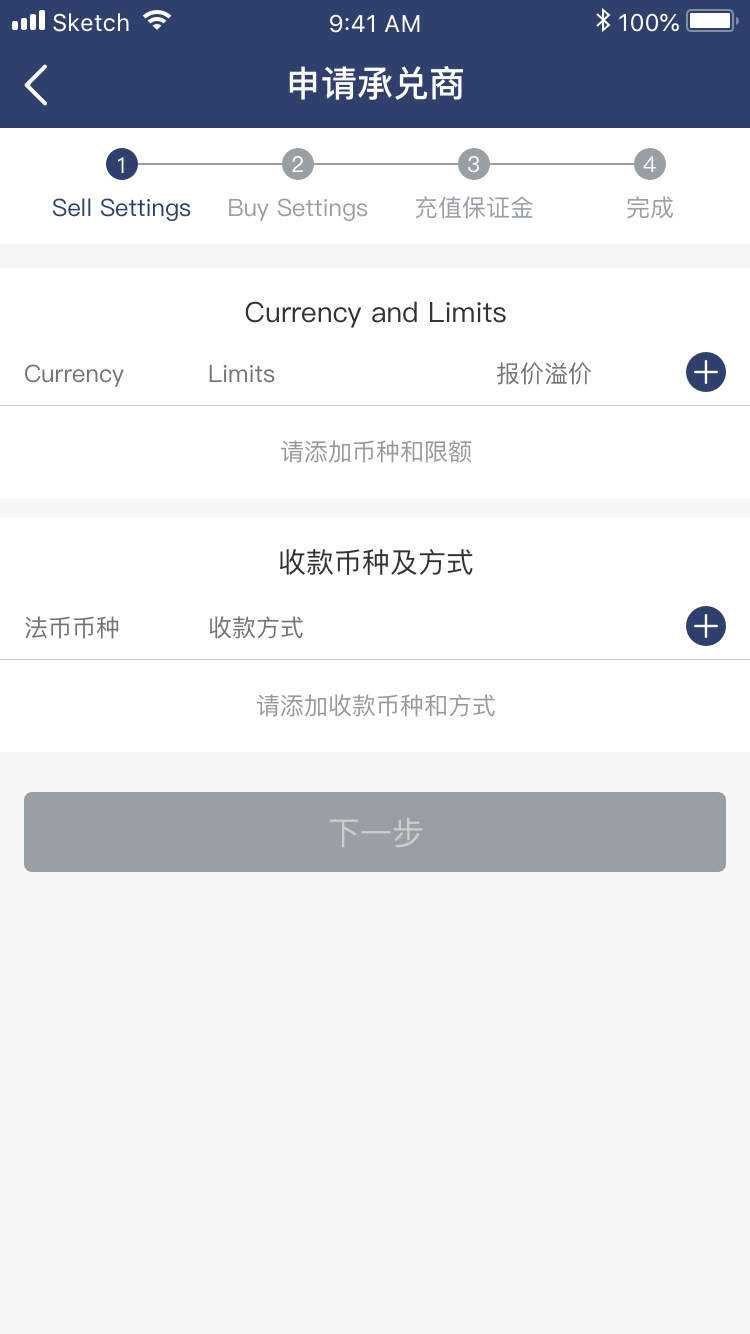 Sketch 9:41 AM 100%
申请承兑商
1 2 3 4
Sell Settings Buy Settings 充值保证金 完成
Currency and Limits
Currency Limits 报价溢价
请添加币种和限额
收款币种及方式
法币币种 收款方式
请添加收款币种和方式
下一步